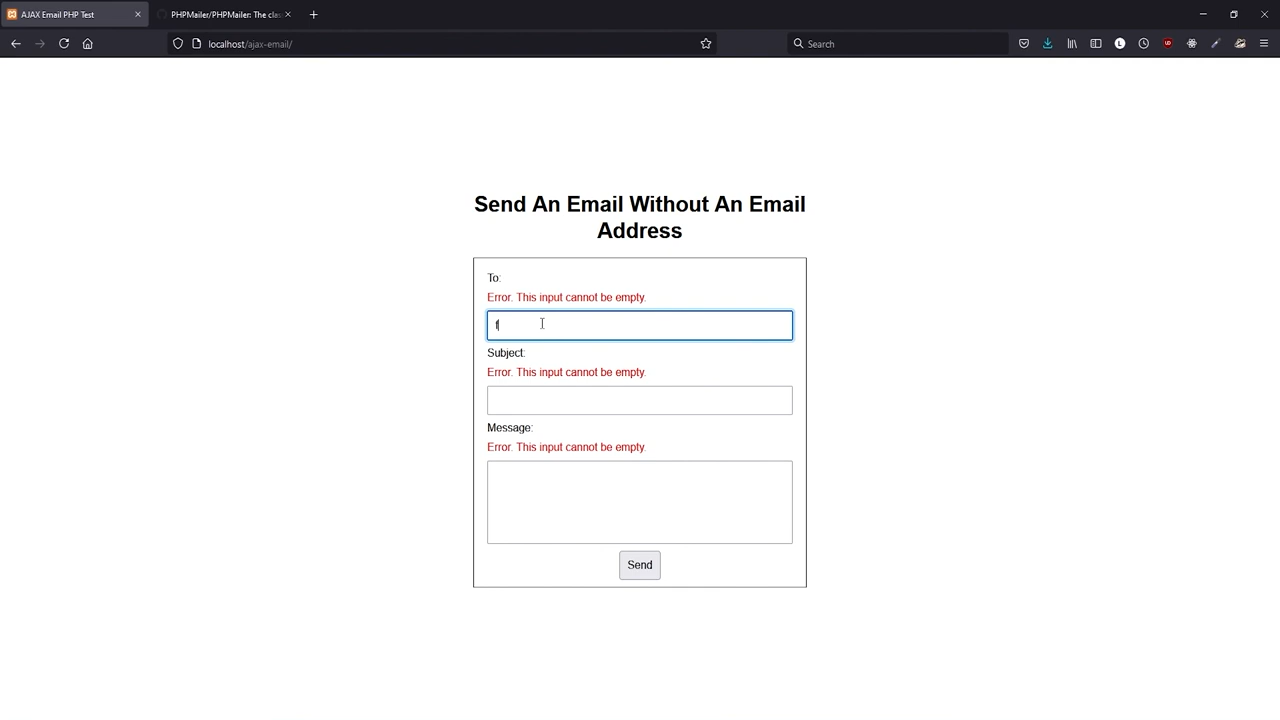 AJAX Email PHP Test
PHPMailer/PHPMailer: The clas
localhost/ajax-email/
Search
Send An Email Without An Email
Address
To:
Error. This input cannot be empty.
f
Subject:
Error. This input cannot be empty.
Message:
Error. This input cannot be empty.
Send